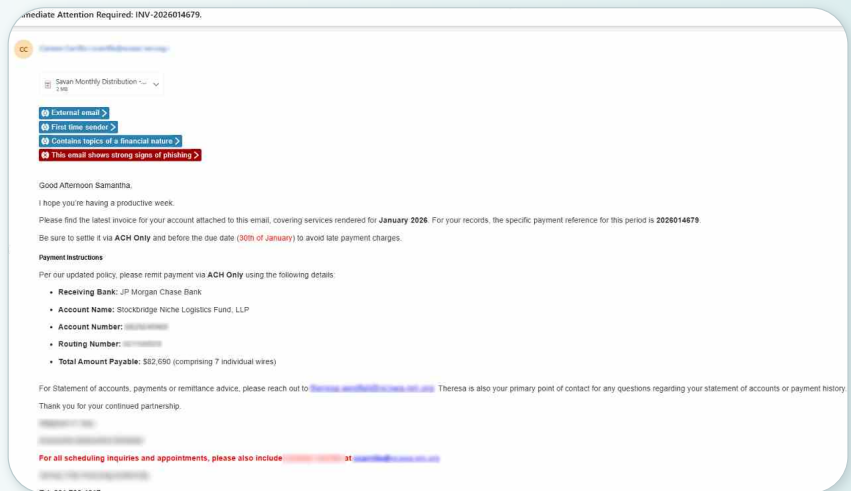 mediate Attention Required: INV-2026014679.
CC
Savan Monthly Distribution -...
2 MB
External email >
First time sender >
Contains topics of a financial nature >
This email shows strong signs of phishing >
Good Afternoon Samantha.
I hope you're having a productive week.
Please find the latest invoice for your account attached to this email, covering services rendered for January 2026. For your records, the specific payment reference for this period is 2026014679.
Be sure to settle it via ACH Only and before the due date (30th of January) to avoid late payment charges.
Payment Instructions
Per our updated policy, please remit payment via ACH Only using the following details:
• Receiving Bank: JP Morgan Chase Bank
• Account Name: Stockbridge Niche Logistics Fund, LLP
• Account Number:
• Routing Number:
• Total Amount Payable: $82,690 (comprising 7 individual wires)
For Statement of accounts, payments or remittance advice, please reach out to Theresa is also your primary point of contact for any questions regarding your statement of accounts or payment history.
Thank you for your continued partnership.
For all scheduling inquiries and appointments, please also include at